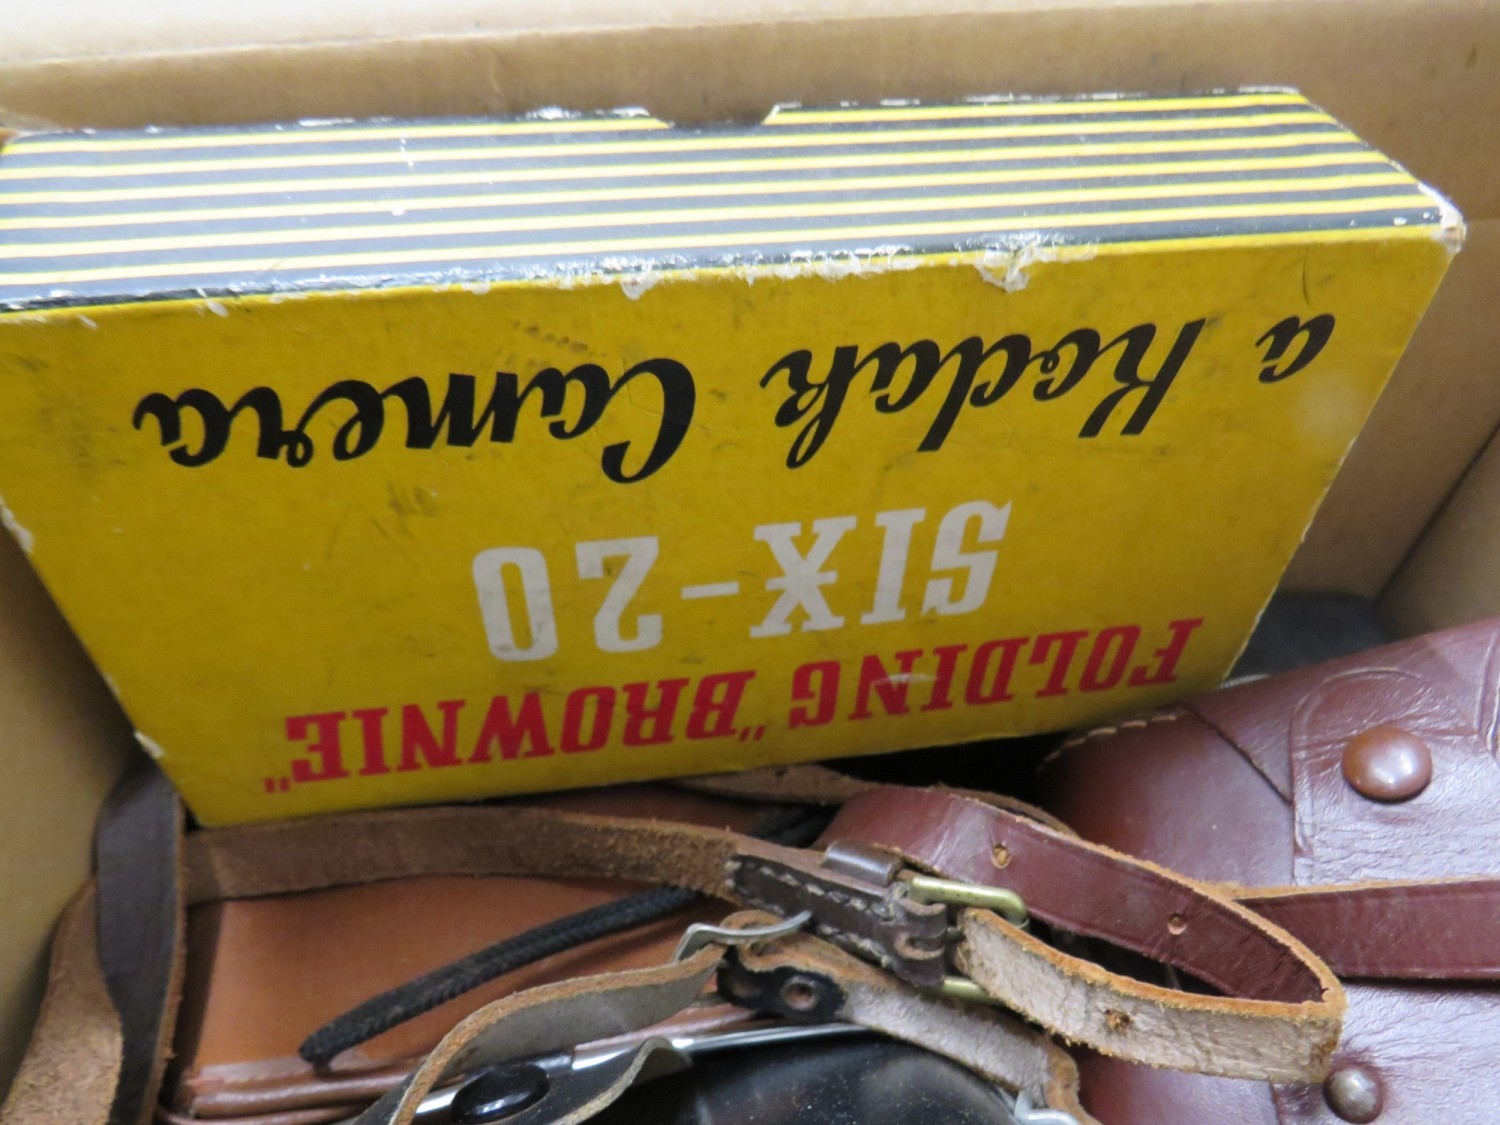 FOLDING "BROWNIE"
SIX-20
a Kodak Camera